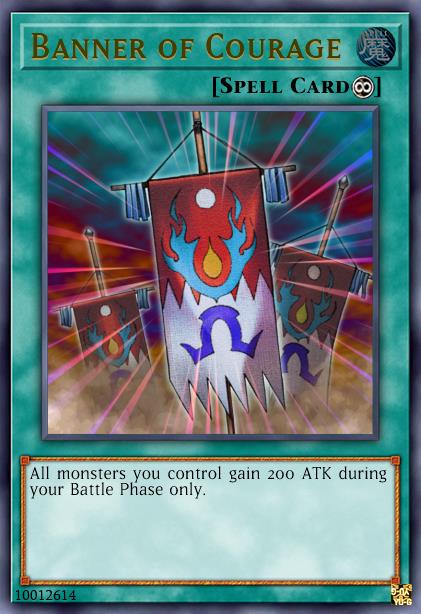 BANNER OF COURAGE 魔
[SPELL CARD]
All monsters you control gain 200 ATK during
your Battle Phase only.
10012614